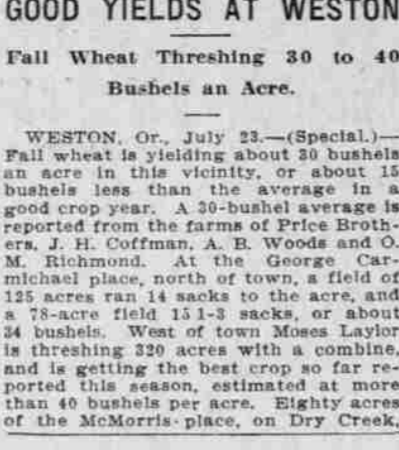 GOOD YIELDS AT WESTON
Fall Wheat Threshing 30 to 40
Bushels an Acre.
WESTON, Or., July 23.—(Special.)—
Fall wheat is yielding about 30 bushels
an acre in this vicinity, or about 15
bushels less than the average in a
good crop year. A 30-bushel average is
reported from the farms of Price Broth-
ers, J. H. Coffman, A. B. Woods and O.
M. Richmond. At the George Car-
michael place, north of town, a field of
125 acres ran 14 sacks to the acre, and
a 78-acre field 15 1-3 sacks, or about
34 bushels. West of town Moses Laylor
is threshing 320 acres with a combine,
and is getting the best crop so far re-
ported this season, estimated at more
than 40 bushels per acre. Eighty acres
of the McMorris place, on Dry Creek,